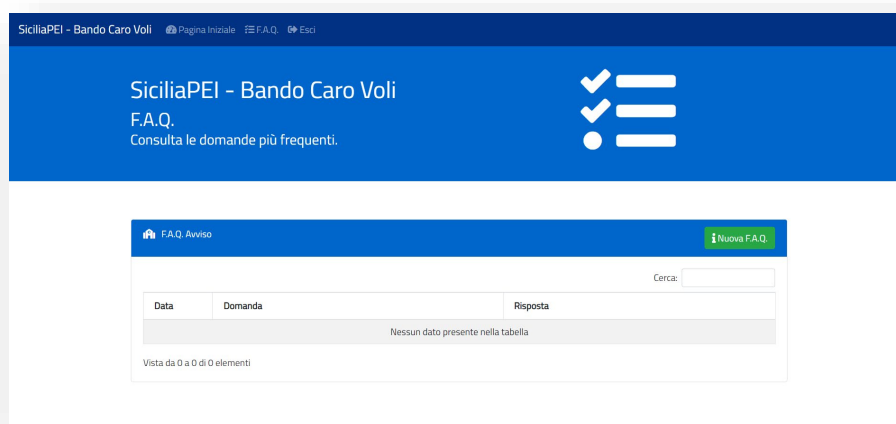 SiciliaPEI - Bando Caro Voli Pagina Iniziale F.A.Q. Esci
SiciliaPEI - Bando Caro Voli
F.A.Q.
Consulta le domande più frequenti.
F.A.Q. Avviso Nuova F.A.Q.
Cerca:
Data Domanda Risposta
Nessun dato presente nella tabella
Vista da 0 a 0 di 0 elementi